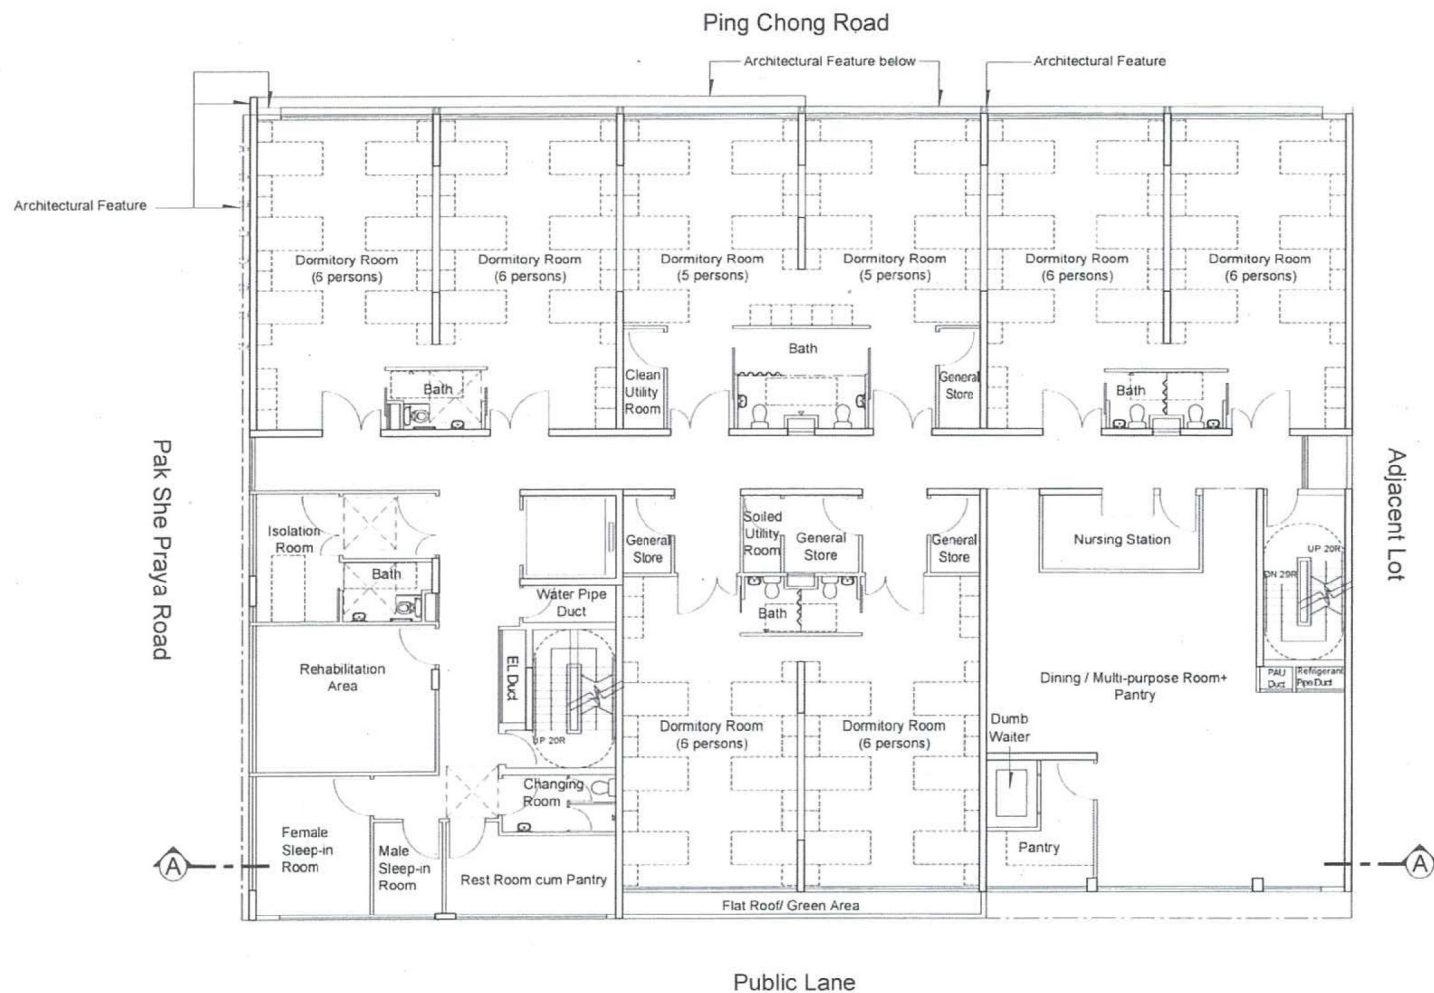 Ping Chong Road
Architectural Feature below
Architectural Feature
Architectural Feature
Dormitory Room
(6 persons)
Dormitory Room
(6 persons)
Dormitory Room
(5 persons)
Dormitory Room
(5 persons)
Dormitory Room
(6 persons)
Dormitory Room
(6 persons)
Bath
Clean
Utility
Room
Bath
General
Store
Bath
Pak She Praya Road
Adjacent Lot
Isolation
Room
Bath
General
Store
Soiled
Utility
Room
General
Store
General
Store
Nursing Station
UP 20R
DN 29R
Water Pipe
Duct
Bath
EL Duct
Rehabilitation
Area
UP 20R
Dormitory Room
(6 persons)
Dormitory Room
(6 persons)
Dining / Multi-purpose Room+
Pantry
PAU
Duct
Refrigerant
Pipe Duct
Dumb
Waiter
Changing
Room
Female
Sleep-in
Room
Male
Sleep-in
Room
Rest Room cum Pantry
Pantry
A
A
Flat Roof/ Green Area
Public Lane